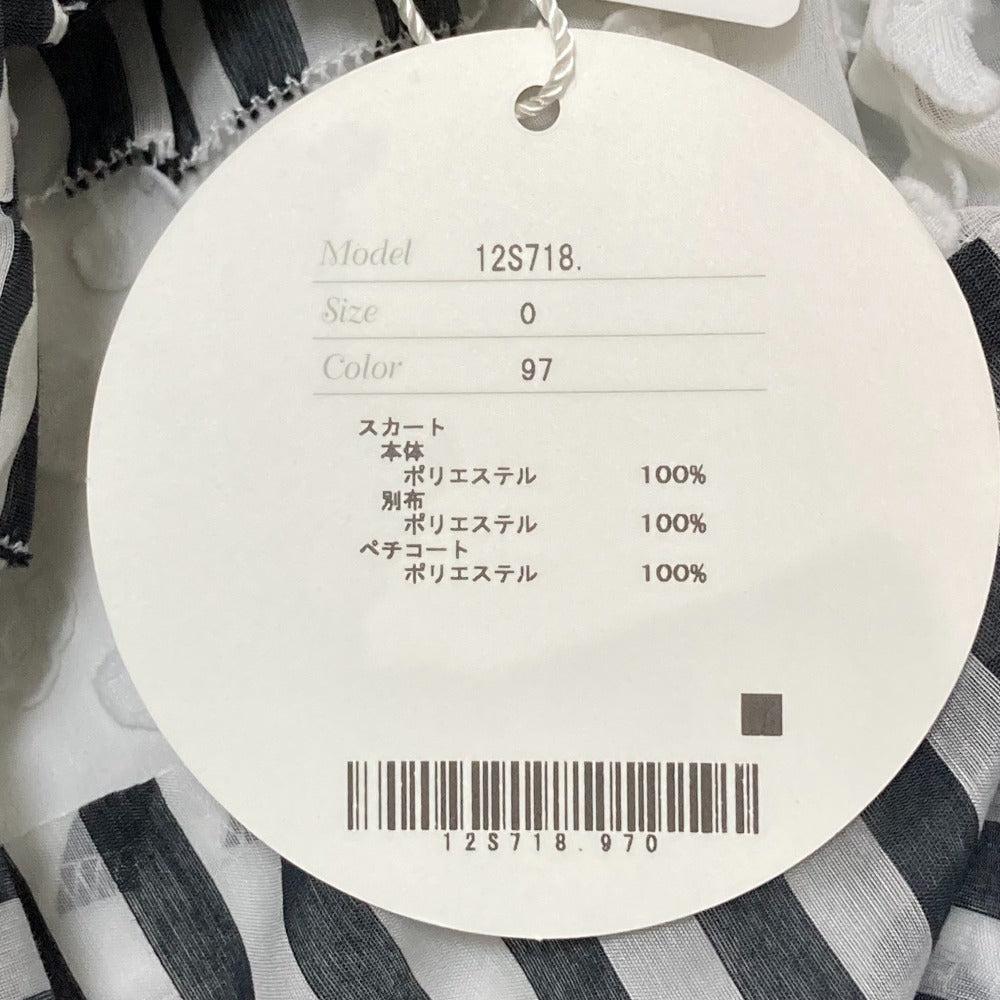 Model 12S718.
Size 0
Color 97
スカート
本体
ポリエステル 100%
別布
ポリエステル 100%
ペチコート
ポリエステル 100%
12S718.970